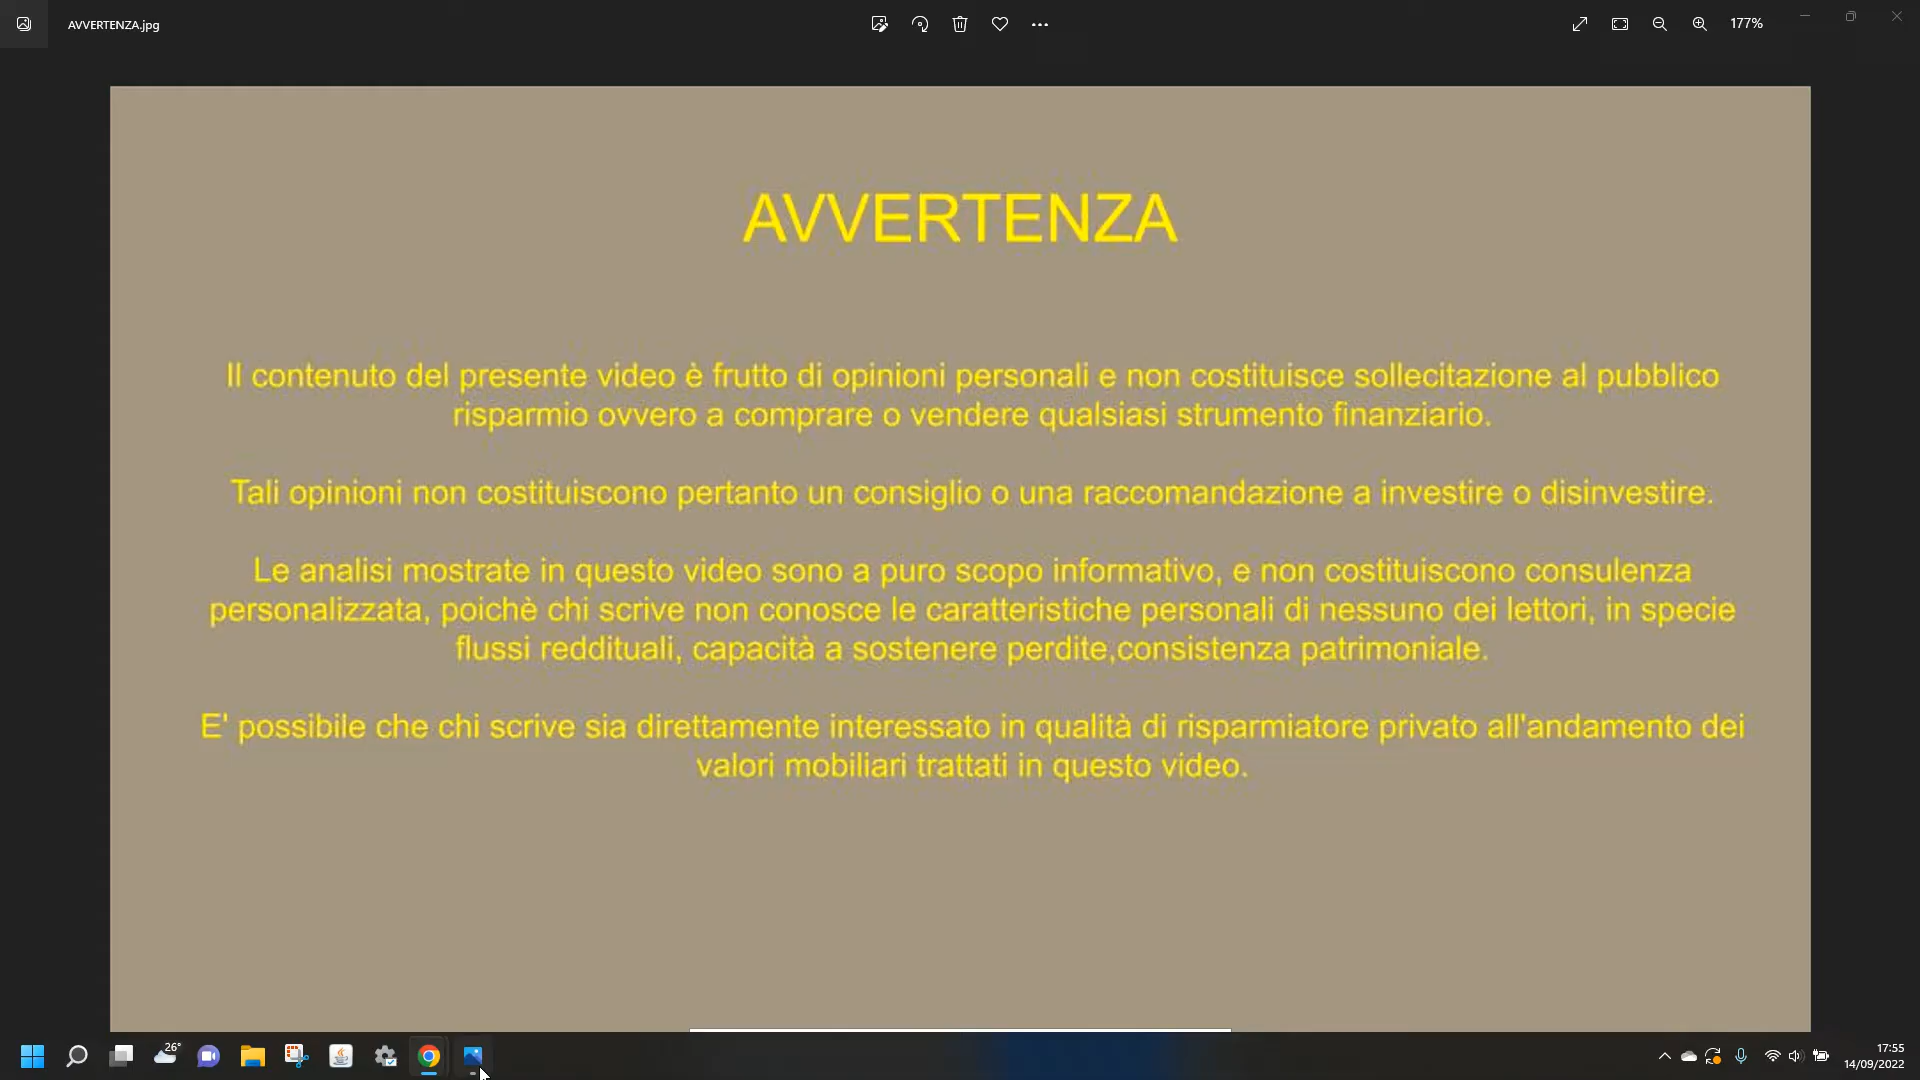 AVVERTENZA.jpg
177%
AVVERTENZA
Il contenuto del presente video è frutto di opinioni personali e non costituisce sollecitazione al pubblico
risparmio ovvero a comprare o vendere qualsiasi strumento finanziario.
Tali opinioni non costituiscono pertanto un consiglio o una raccomandazione a investire o disinvestire.
Le analisi mostrate in questo video sono a puro scopo informativo, e non costituiscono consulenza
personalizzata, poichè chi scrive non conosce le caratteristiche personali di nessuno dei lettori, in specie
flussi reddituali, capacità a sostenere perdite,consistenza patrimoniale.
E' possibile che chi scrive sia direttamente interessato in qualità di risparmiatore privato all'andamento dei
valori mobiliari trattati in questo video.
26°
17:55
14/09/2022